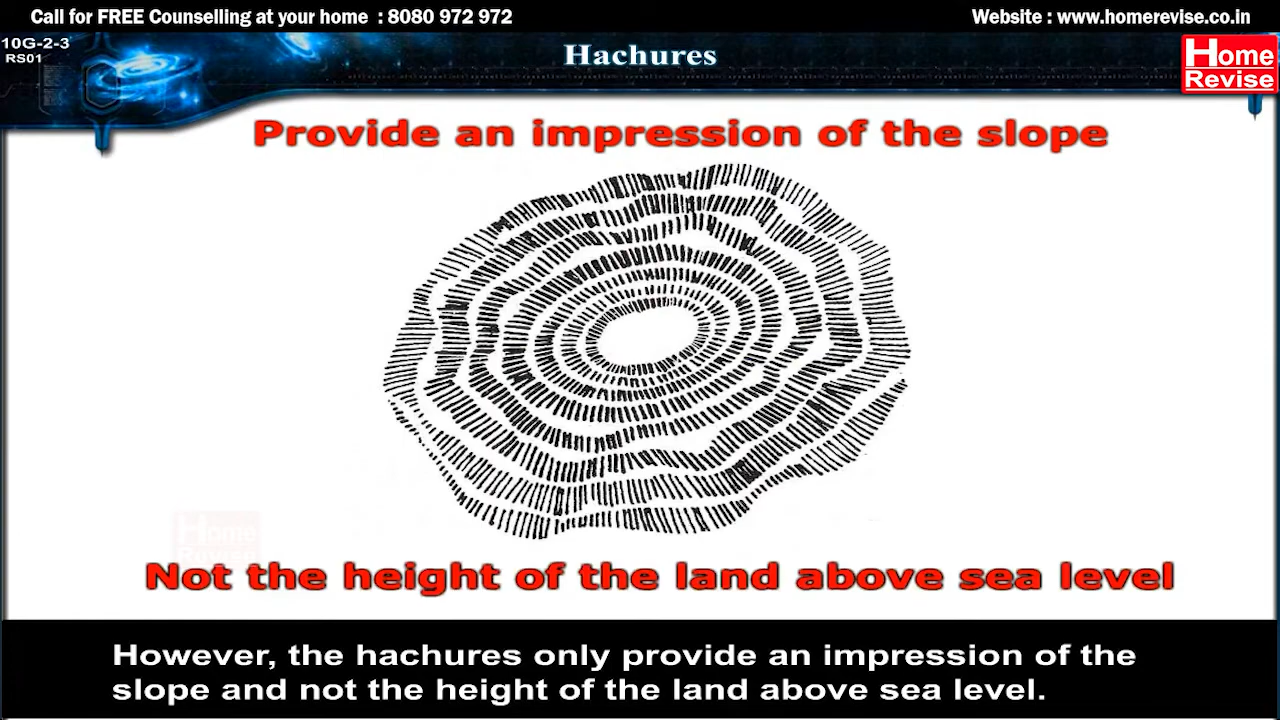 Call for FREE Counselling at your home : 8080 972 972
Website : www.homerevise.co.in
10G-2-3
RS01
Hachures
Home
Revise
Provide an impression of the slope
Home
Revise
Not the height of the land above sea level
However, the hachures only provide an impression of the
slope and not the height of the land above sea level.